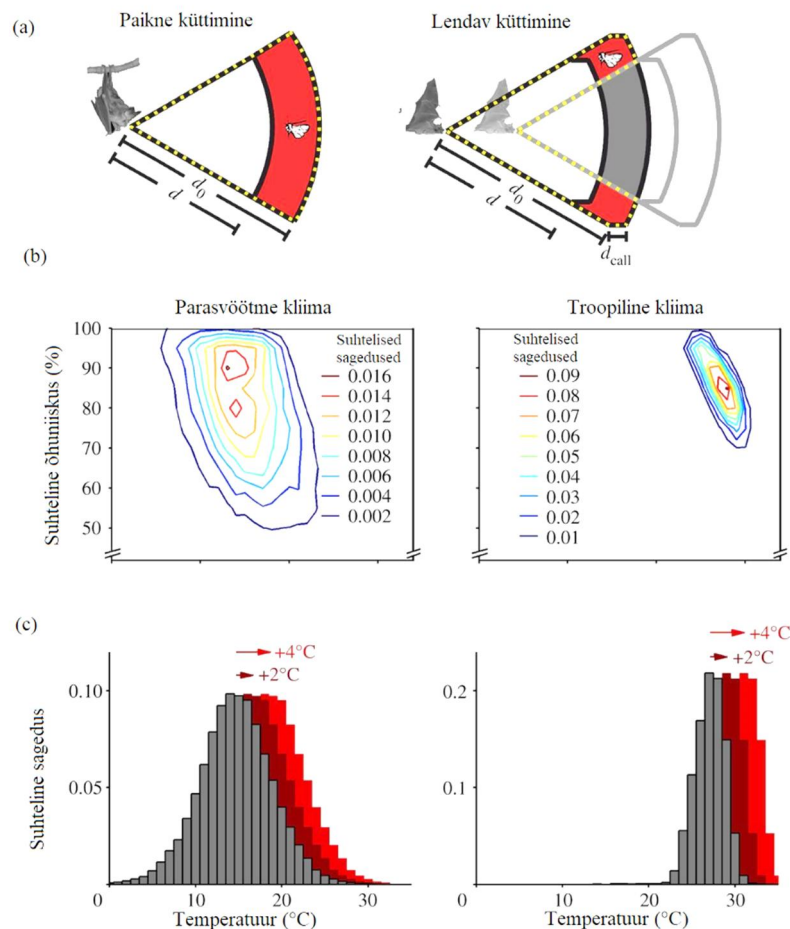 (a)
Paikne küttimine
Lendav küttimine
d₀
d
d₀
d
d_call
(b)
Parasvöötme kliima
Troopiline kliima
Suhteline õhuniiskus (%)
100
90
80
70
60
50
Suhtelised
sagedused
0.016
0.014
0.012
0.010
0.008
0.006
0.004
0.002
Suhtelised
sagedused
0.09
0.08
0.07
0.06
0.05
0.04
0.03
0.02
0.01
(c)
+4°C
+2°C
+4°C
+2°C
Suhteline sagedus
0.10
0.05
0
10
20
30
Temperatuur (°C)
0.2
0.1
0
10
20
30
Temperatuur (°C)